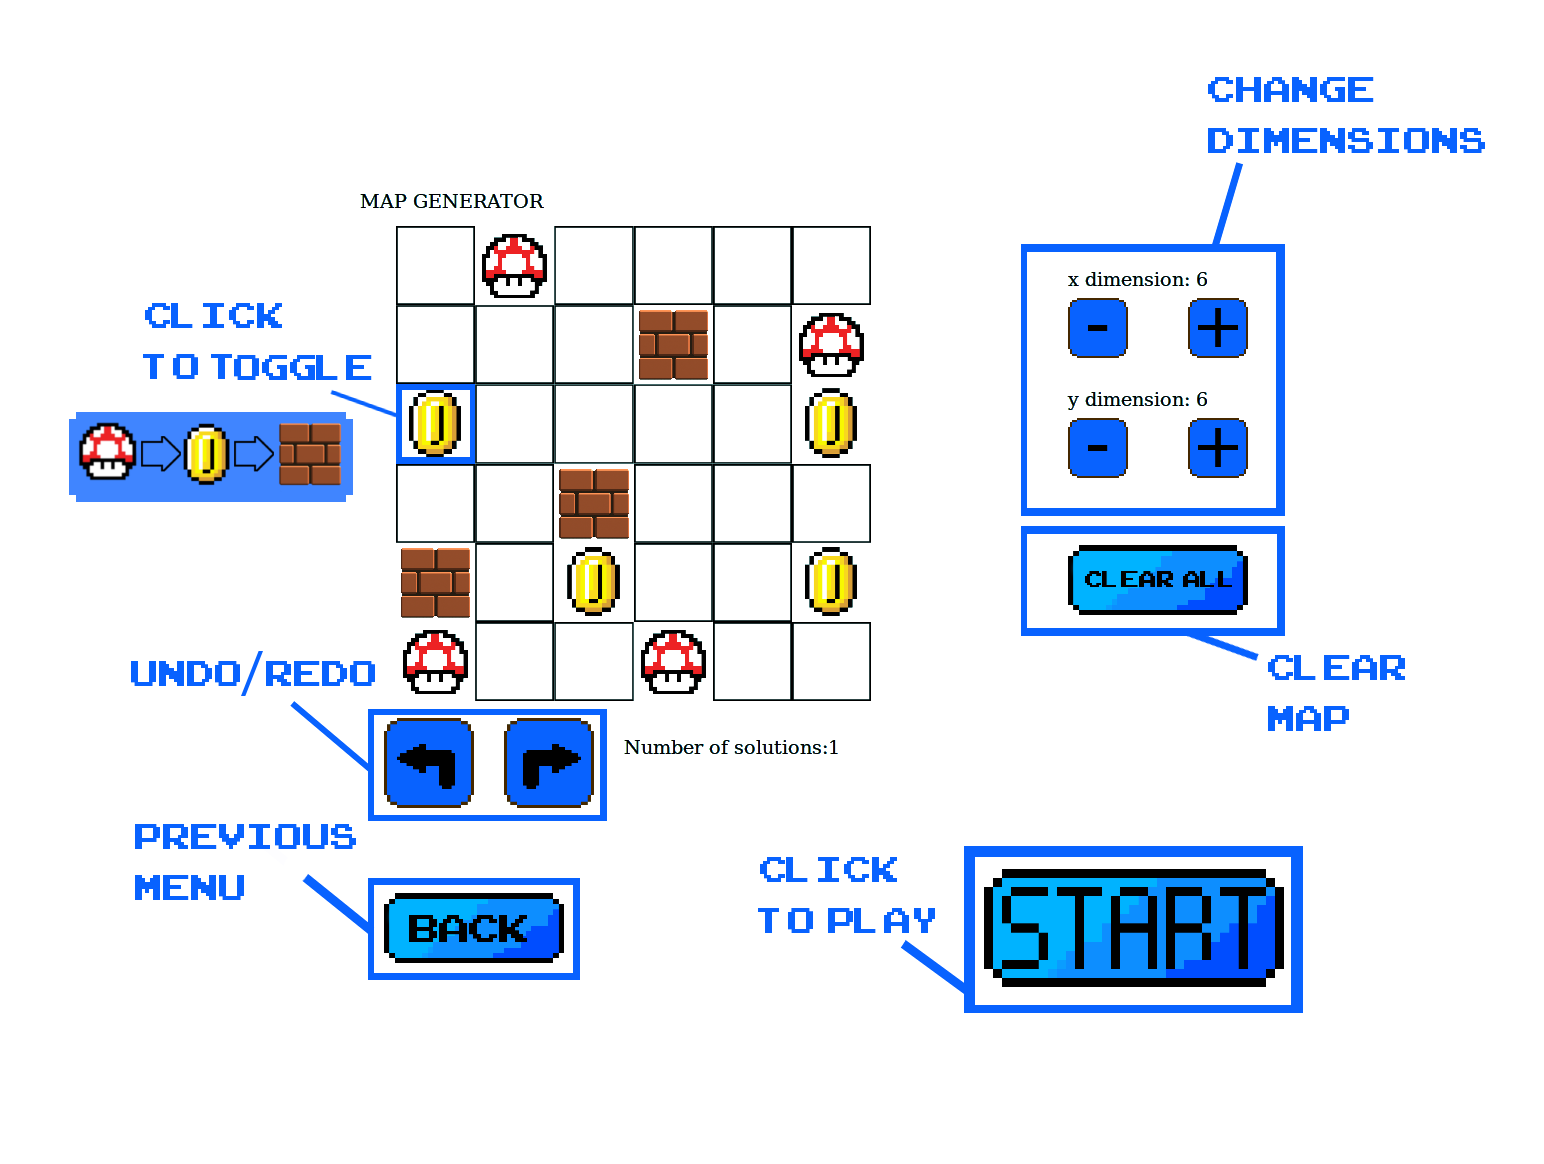 CHANGE
DIMENSIONS
MAP GENERATOR
x dimension: 6
- +
CLICK
TO TOGGLE
y dimension: 6
- +
CLEAR ALL
UNDO/REDO
CLEAR
MAP
Number of solutions:1
PREVIOUS
MENU
BACK
CLICK
TO PLAY
START